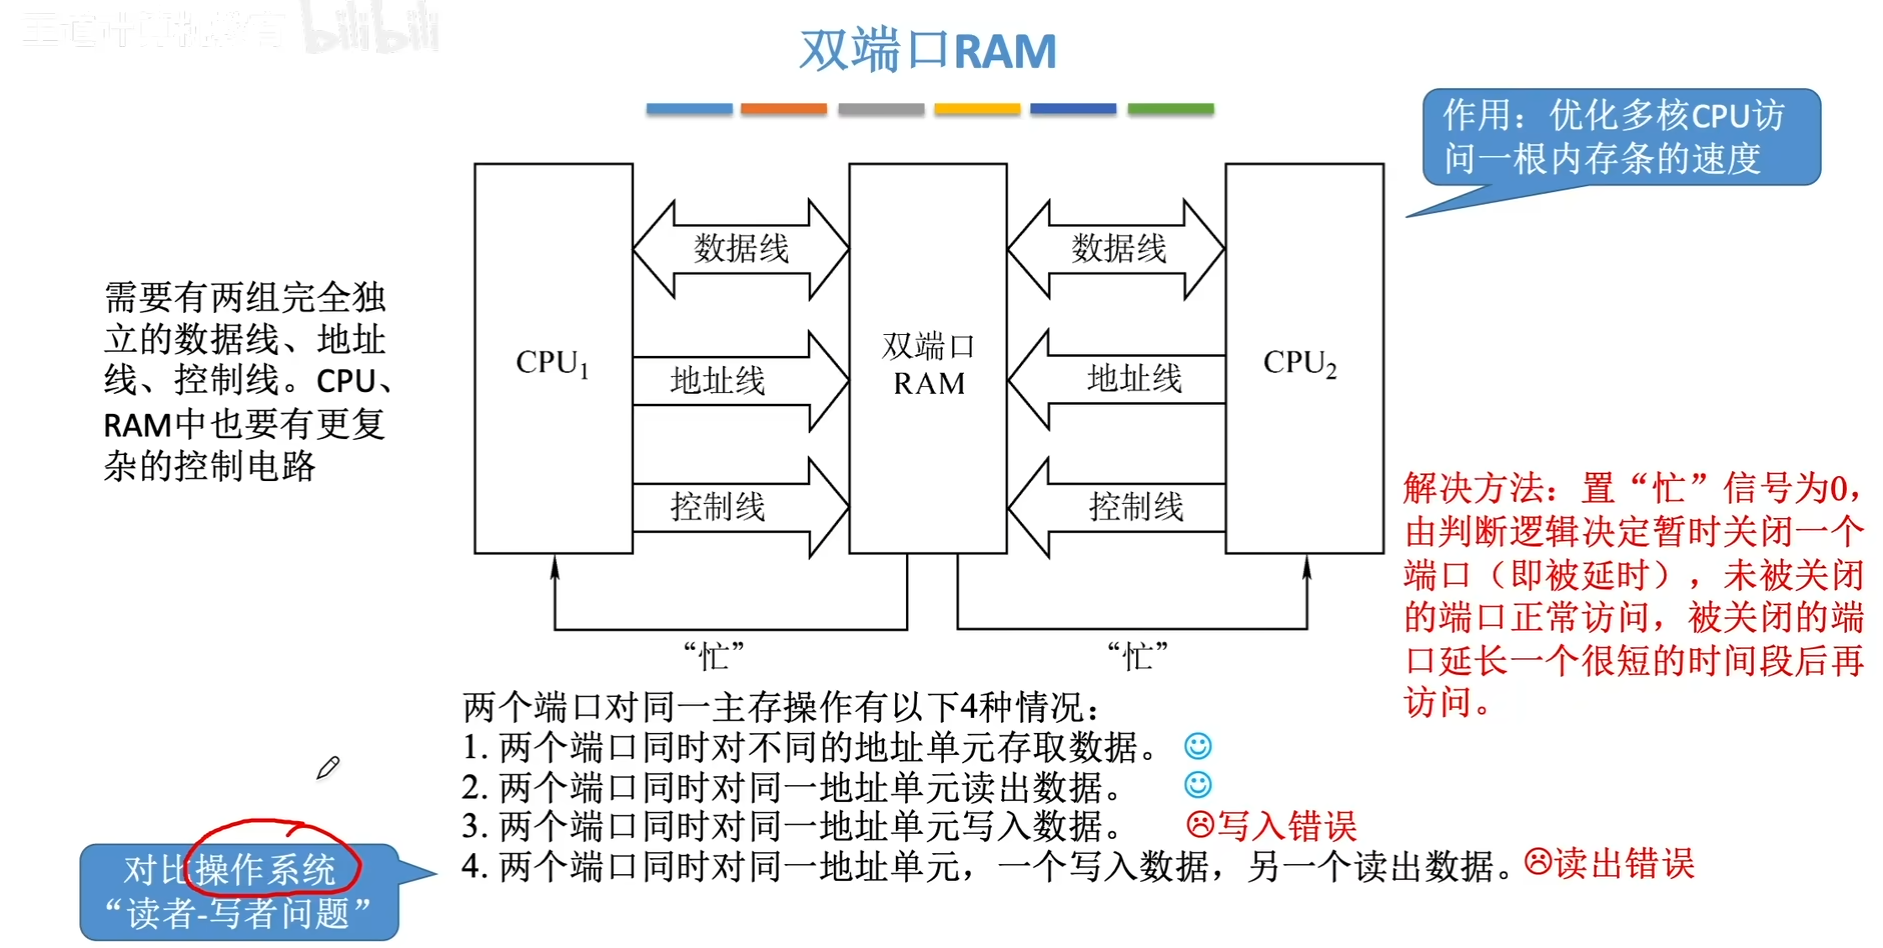 王道计算机教育 bilibili
双端口RAM
作用：优化多核CPU访
问一根内存条的速度
需要有两组完全独
立的数据线、地址
线、控制线。CPU、
RAM中也要有更复
杂的控制电路
CPU1
数据线
地址线
控制线
双端口
RAM
数据线
地址线
控制线
CPU2
“忙”
“忙”
解决方法：置“忙”信号为0，
由判断逻辑决定暂时关闭一个
端口（即被延时），未被关闭
的端口正常访问，被关闭的端
口延长一个很短的时间段后再
访问。
两个端口对同一主存操作有以下4种情况：
1. 两个端口同时对不同的地址单元存取数据。
2. 两个端口同时对同一地址单元读出数据。
3. 两个端口同时对同一地址单元写入数据。 写入错误
4. 两个端口同时对同一地址单元，一个写入数据，另一个读出数据。 读出错误
对比操作系统
“读者-写者问题”